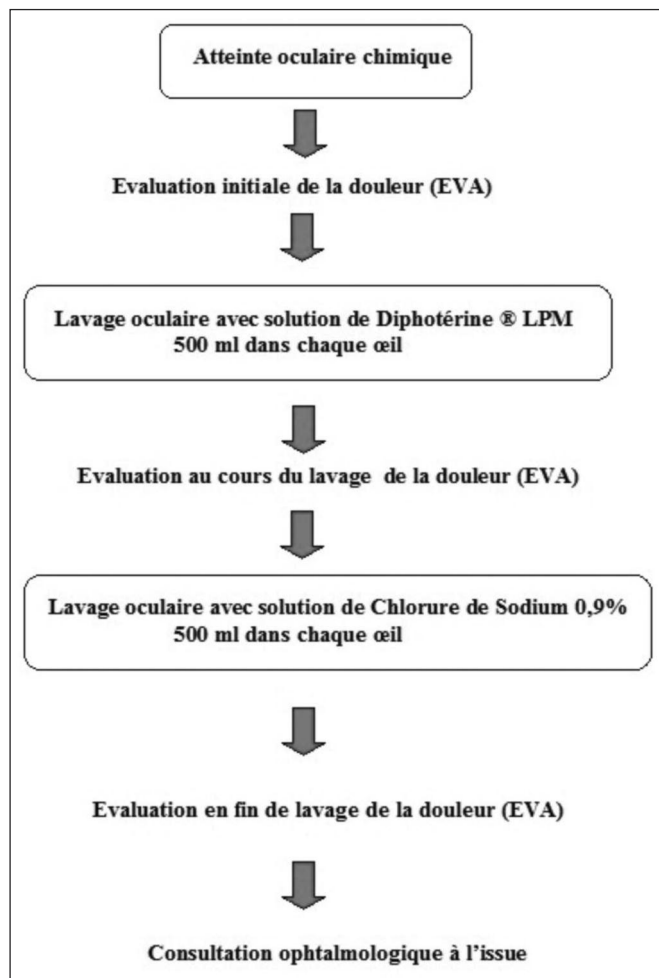 Atteinte oculaire chimique
Evaluation initiale de la douleur (EVA)
Lavage oculaire avec solution de Diphotérine ® LPM
500 ml dans chaque œil
Evaluation au cours du lavage de la douleur (EVA)
Lavage oculaire avec solution de Chlorure de Sodium 0,9%
500 ml dans chaque œil
Evaluation en fin de lavage de la douleur (EVA)
Consultation ophtalmologique à l'issue